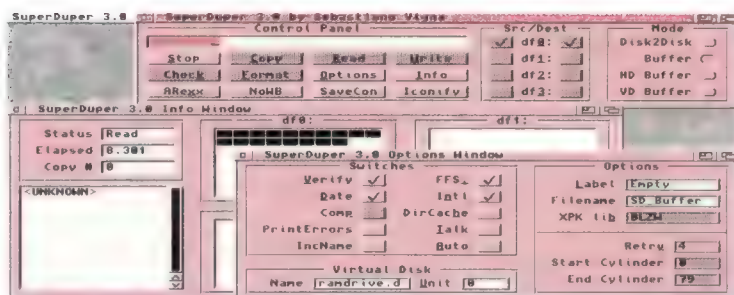 SuperDuper 3.0
SuperDuper 3.0 by Sebastiano Vigna
Control Panel
Src/Dest
Mode
Stop Copy Read Write
Check Format Options Info
ARexx NoWB SaveCon Iconify
df0:
df1:
df2:
df3:
Disk2Disk
Buffer
HD Buffer
VD Buffer
SuperDuper 3.0 Info Window
Status Read
Elapsed 8.301
Copy # 0
<UNKNOWN>
df0:
df1:
SuperDuper 3.0 Options Window
Switches
Verify FFS
Date Intl
Comp DirCache
PrintErrors Talk
IncName Auto
Virtual Disk
Name ramdrive.d Unit 0
Options
Label Empty
Filename SD_Buffer
XPK lib BLZW
Retry 4
Start Cylinder 0
End Cylinder 79